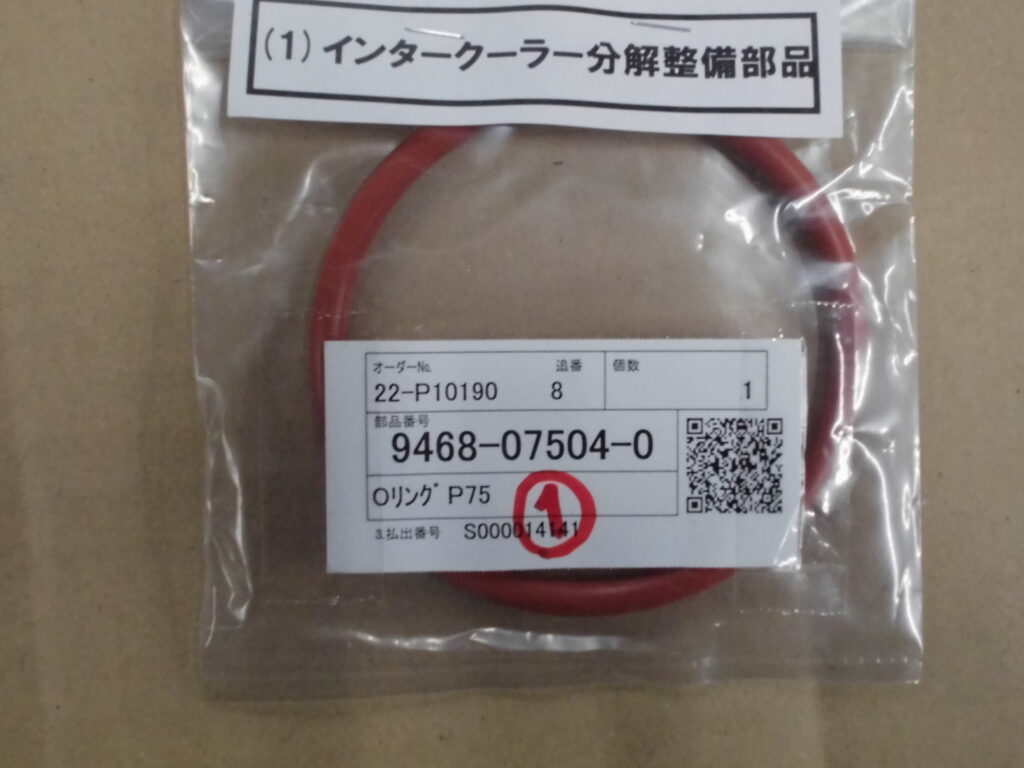 (1)インタークーラー分解整備部品
オーダーNo. 追番 個数
22-P10190 8 1
部品番号
9468-07504-0
Oリング P75
1
3.払出番号 S000014141